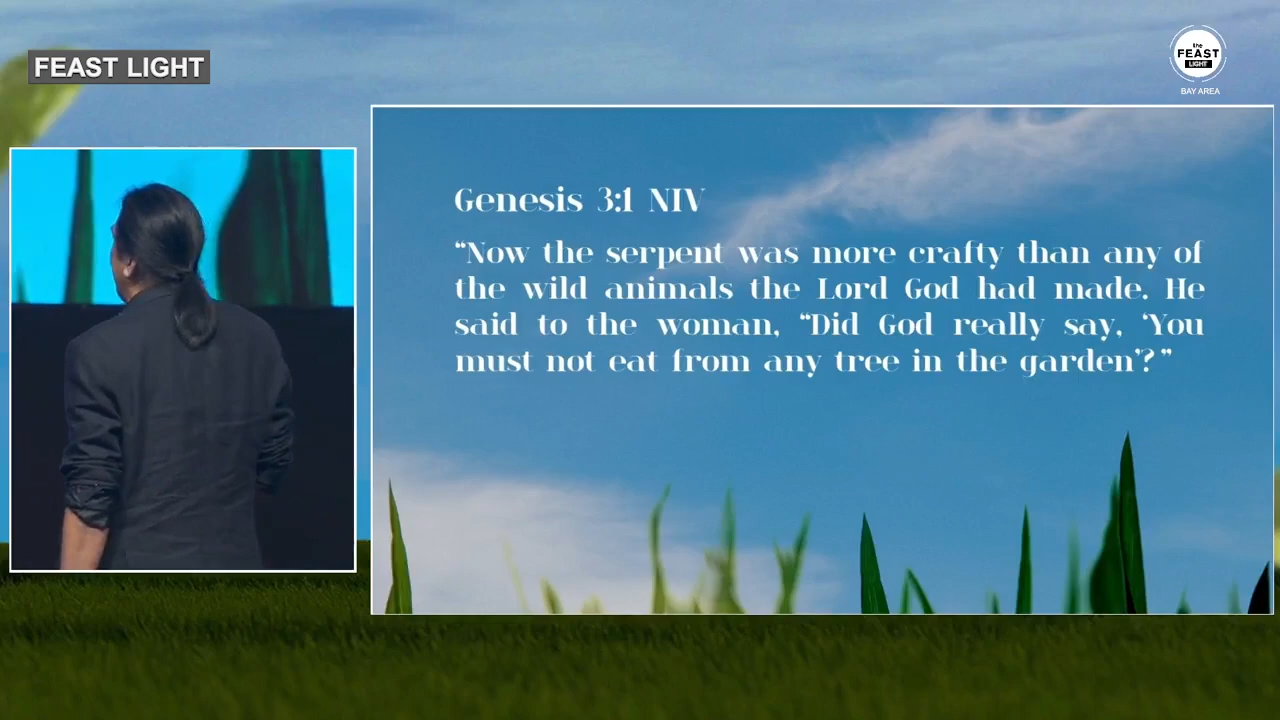 FEAST LIGHT
the
FEAST
LIGHT
BAY AREA
Genesis 3:1 NIV
“Now the serpent was more crafty than any of
the wild animals the Lord God had made. He
said to the woman, “Did God really say, ‘You
must not eat from any tree in the garden’?”